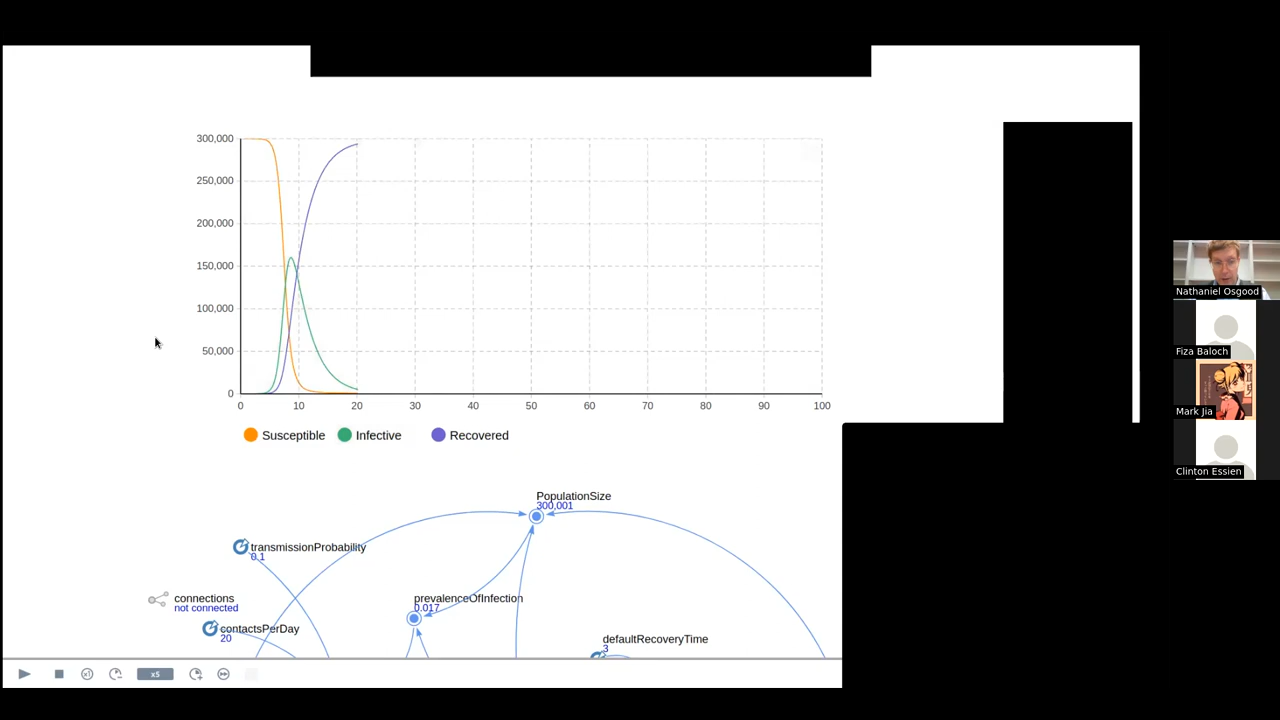 300,000
250,000
200,000
150,000
100,000
50,000
0
0 10 20 30 40 50 60 70 80 90 100
Susceptible Infective Recovered
PopulationSize
300,001
transmissionProbability
0.1
connections
not connected
prevalenceOfInfection
0.017
contactsPerDay
20
defaultRecoveryTime
3
x1
x5
Nathaniel Osgood
Fiza Baloch
Mark Jia
Clinton Essien